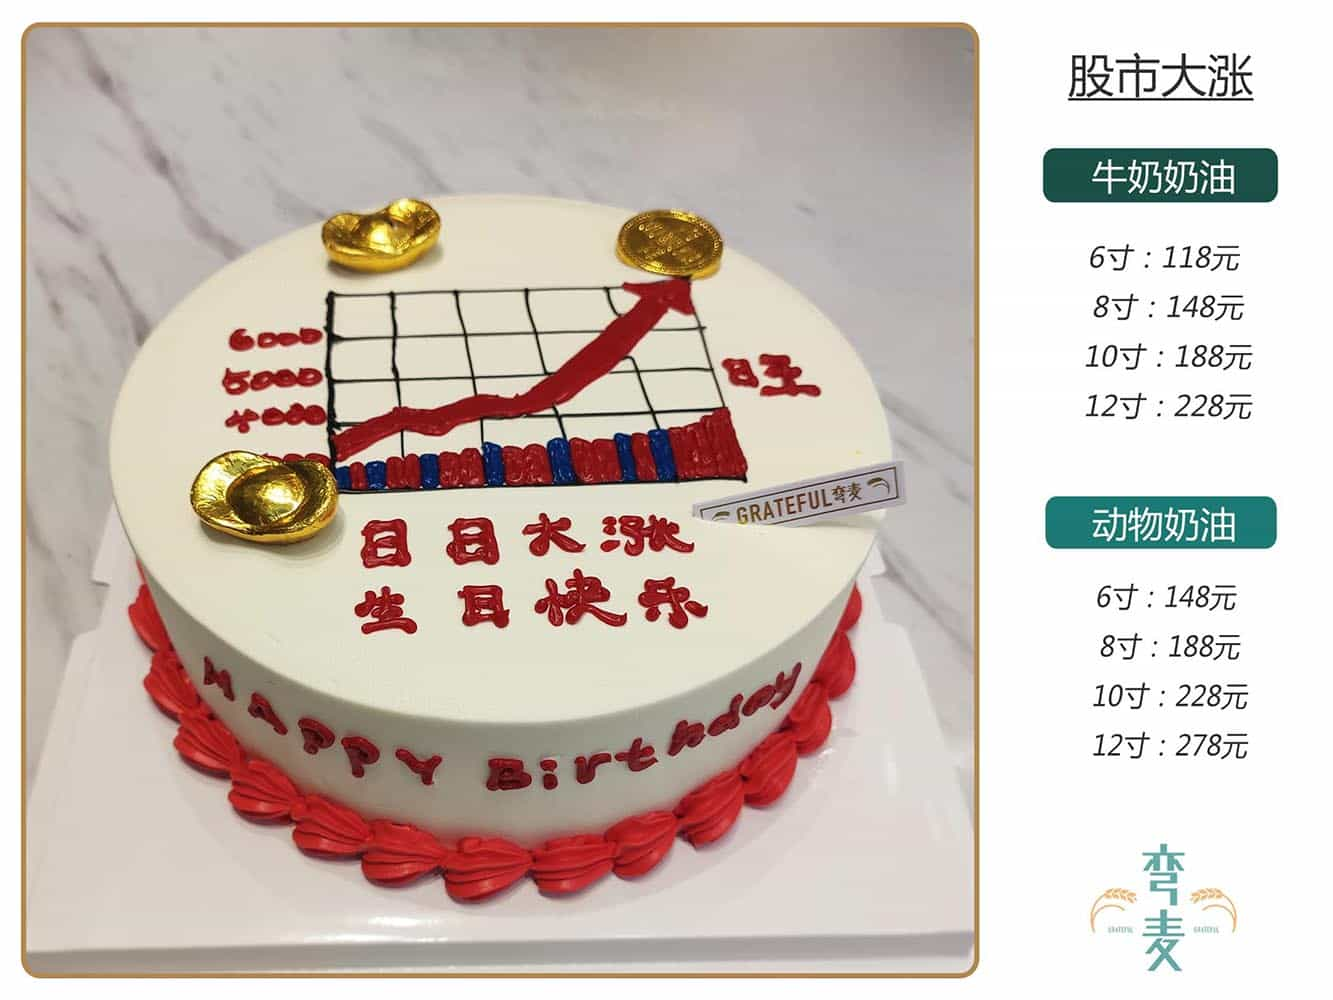 股市大涨
牛奶奶油
6寸：118元
8寸：148元
10寸：188元
12寸：228元
动物奶油
6寸：148元
8寸：188元
10寸：228元
12寸：278元
弯麦
GRATEFUL GRATEFUL
6000
5000
4000
旺
GRATEFUL弯麦
日日大涨
生日快乐
HAPPY Birthday